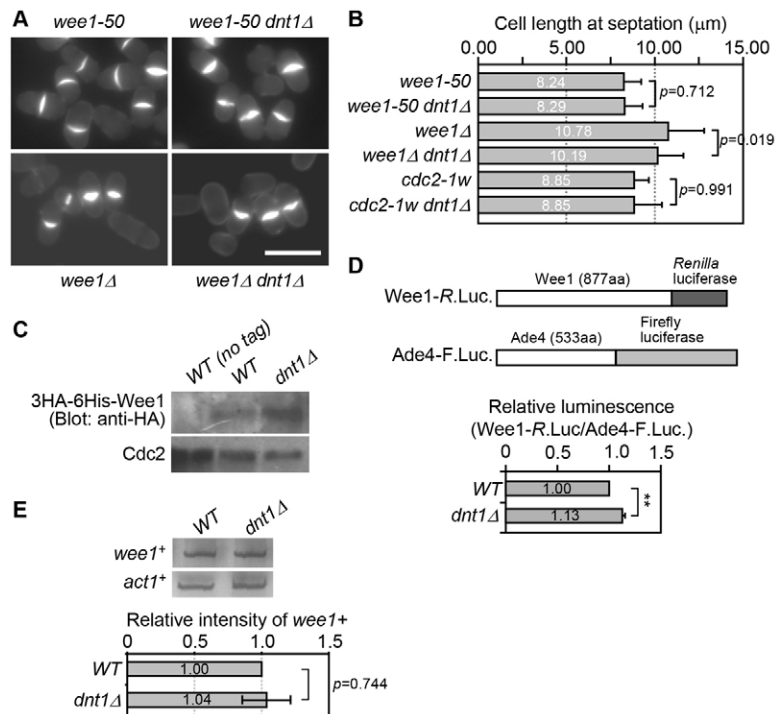 A
wee1-50
wee1-50 dnt1Δ
wee1Δ
wee1Δ dnt1Δ
B
Cell length at septation (μm)
0.00 5.00 10.00 15.00
wee1-50 8.24
wee1-50 dnt1Δ 8.29
p=0.712
wee1Δ 10.78
wee1Δ dnt1Δ 10.19
p=0.019
cdc2-1w 8.85
cdc2-1w dnt1Δ 8.85
p=0.991
C
WT (no tag)
WT
dnt1Δ
3HA-6His-Wee1
(Blot: anti-HA)
Cdc2
D
Wee1 (877aa)
Renilla
luciferase
Wee1-R.Luc.
Ade4 (533aa)
Firefly
luciferase
Ade4-F.Luc.
Relative luminescence
(Wee1-R.Luc/Ade4-F.Luc.)
0 0.5 1.0 1.5
WT 1.00
dnt1Δ 1.13
**
E
WT
dnt1Δ
wee1+
act1+
Relative intensity of wee1+
0 0.5 1.0 1.5
WT 1.00
dnt1Δ 1.04
p=0.744